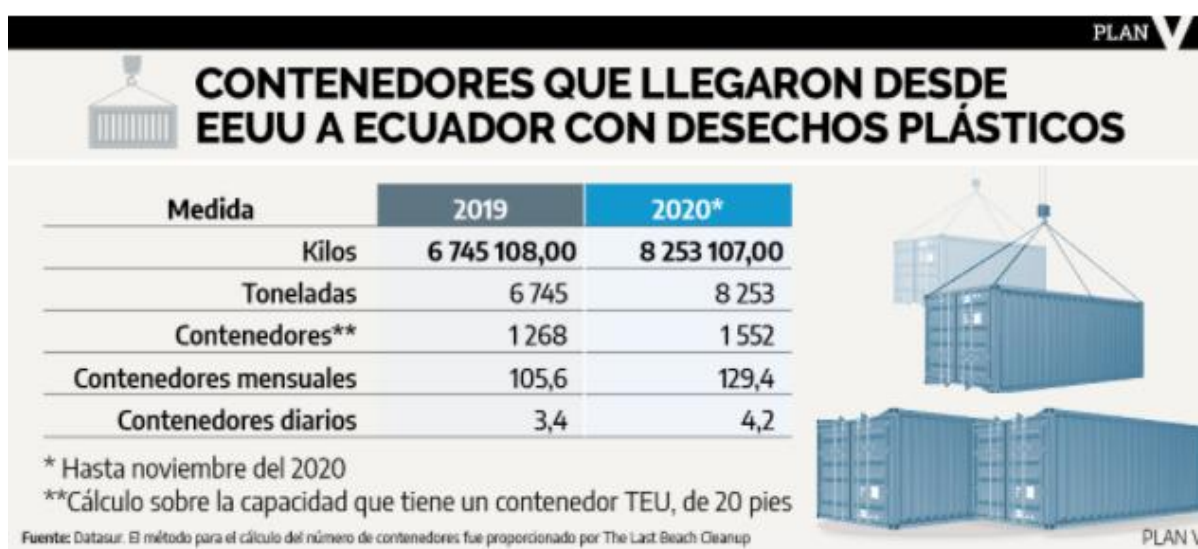 PLAN V
CONTENEDORES QUE LLEGARON DESDE
EEUU A ECUADOR CON DESECHOS PLÁSTICOS
Medida 2019 2020*
Kilos 6 745 108,00 8 253 107,00
Toneladas 6 745 8 253
Contenedores** 1 268 1 552
Contenedores mensuales 105,6 129,4
Contenedores diarios 3,4 4,2
* Hasta noviembre del 2020
**Cálculo sobre la capacidad que tiene un contenedor TEU, de 20 pies
Fuente: Datasur. El método para el cálculo del número de contenedores fue proporcionado por The Last Beach Cleanup
PLAN V